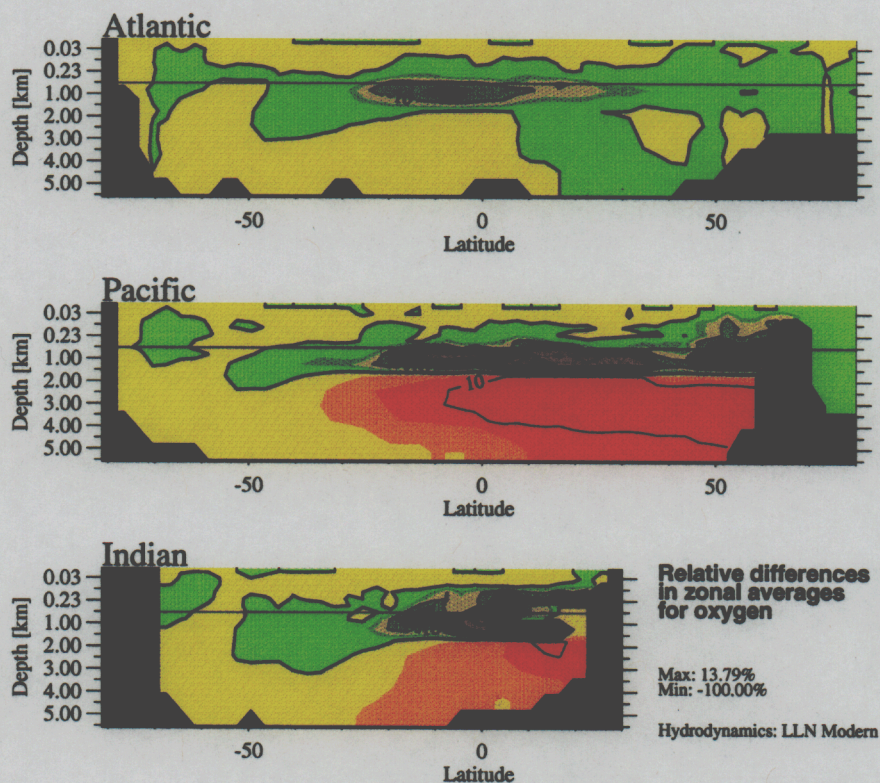 Atlantic
0.03
0.23
1.00
2.00
3.00
4.00
5.00
Depth [km]
-50
0
50
Latitude
Pacific
0.03
0.23
1.00
2.00
3.00
4.00
5.00
Depth [km]
10
-50
0
50
Latitude
Indian
0.03
0.23
1.00
2.00
3.00
4.00
5.00
Depth [km]
-50
0
Latitude
Relative differences
in zonal averages
for oxygen
Max: 13.79%
Min: -100.00%
Hydrodynamics: LLN Modern